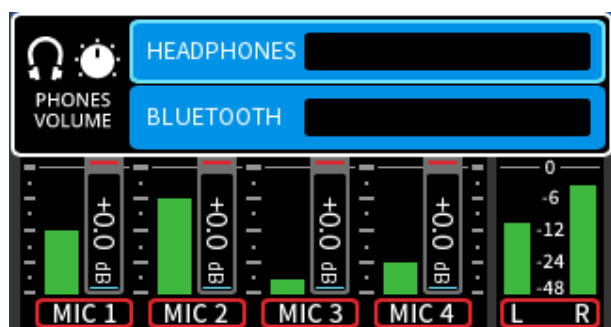 HEADPHONES
PHONES
VOLUME
BLUETOOTH
+0.0 dB
+0.0 dB
+0.0 dB
+0.0 dB
0
-6
-12
-24
-48
MIC 1
MIC 2
MIC 3
MIC 4
L R